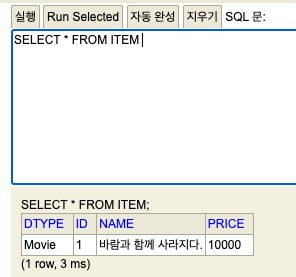 실행 Run Selected 자동 완성 지우기 SQL 문:
SELECT * FROM ITEM
SELECT * FROM ITEM;
DTYPE ID NAME PRICE
Movie 1 바람과 함께 사라지다. 10000
(1 row, 3 ms)